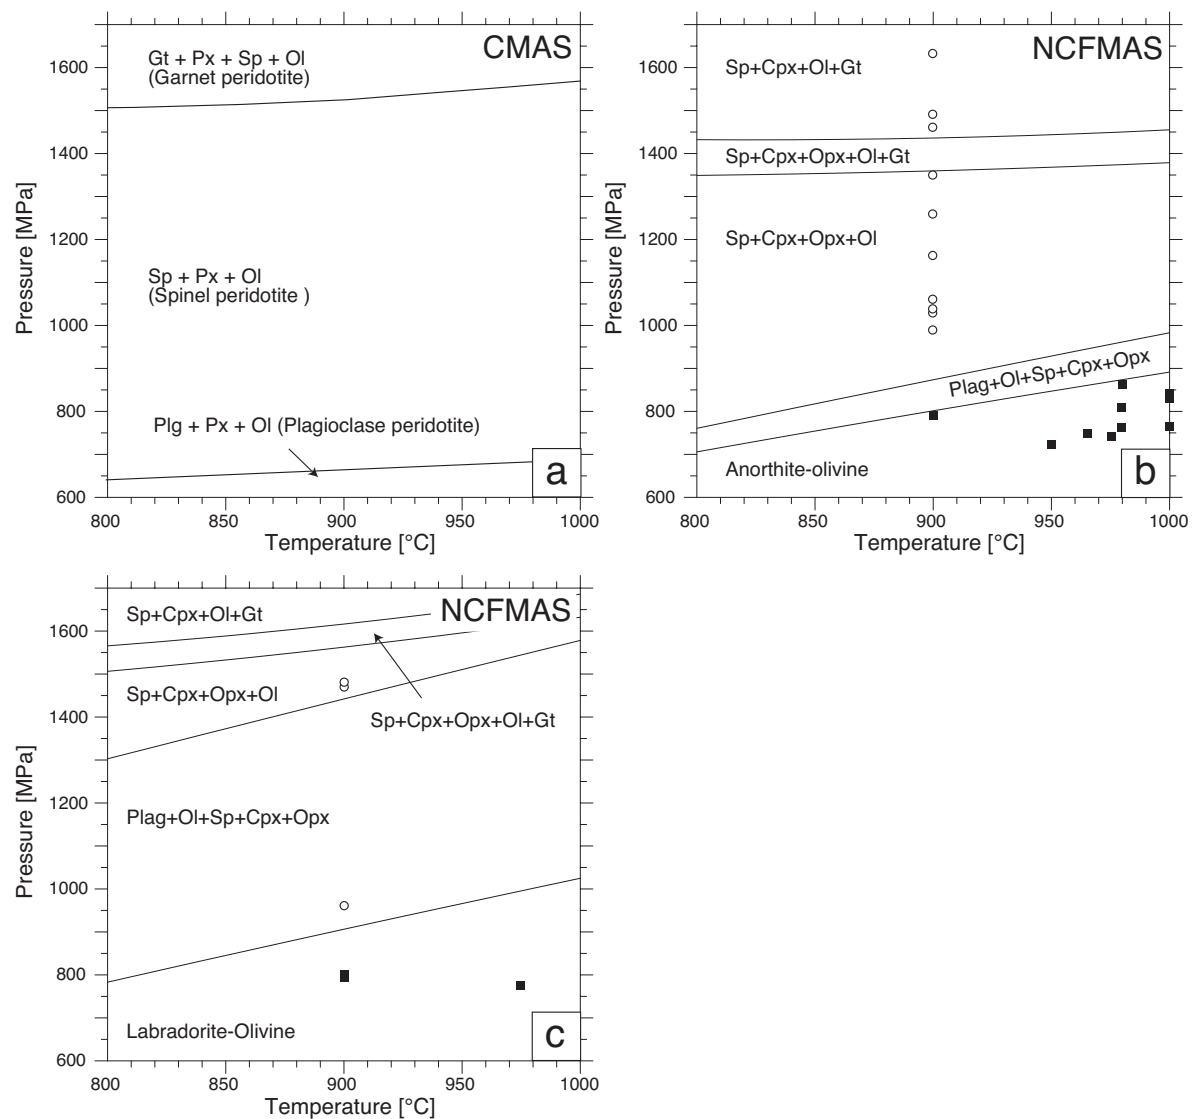 CMAS
Gt + Px + Sp + Ol
(Garnet peridotite)
Sp + Px + Ol
(Spinel peridotite )
Plg + Px + Ol (Plagioclase peridotite)
a
1600
1400
1200
1000
800
600
Pressure [MPa]
800
850
900
950
1000
Temperature [°C]
NCFMAS
Sp+Cpx+Ol+Gt
Sp+Cpx+Opx+Ol+Gt
Sp+Cpx+Opx+Ol
Plag+Ol+Sp+Cpx+Opx
Anorthite-olivine
b
1600
1400
1200
1000
800
600
Pressure [MPa]
800
850
900
950
1000
Temperature [°C]
NCFMAS
Sp+Cpx+Ol+Gt
Sp+Cpx+Opx+Ol
Sp+Cpx+Opx+Ol+Gt
Plag+Ol+Sp+Cpx+Opx
Labradorite-Olivine
c
1600
1400
1200
1000
800
600
Pressure [MPa]
800
850
900
950
1000
Temperature [°C]